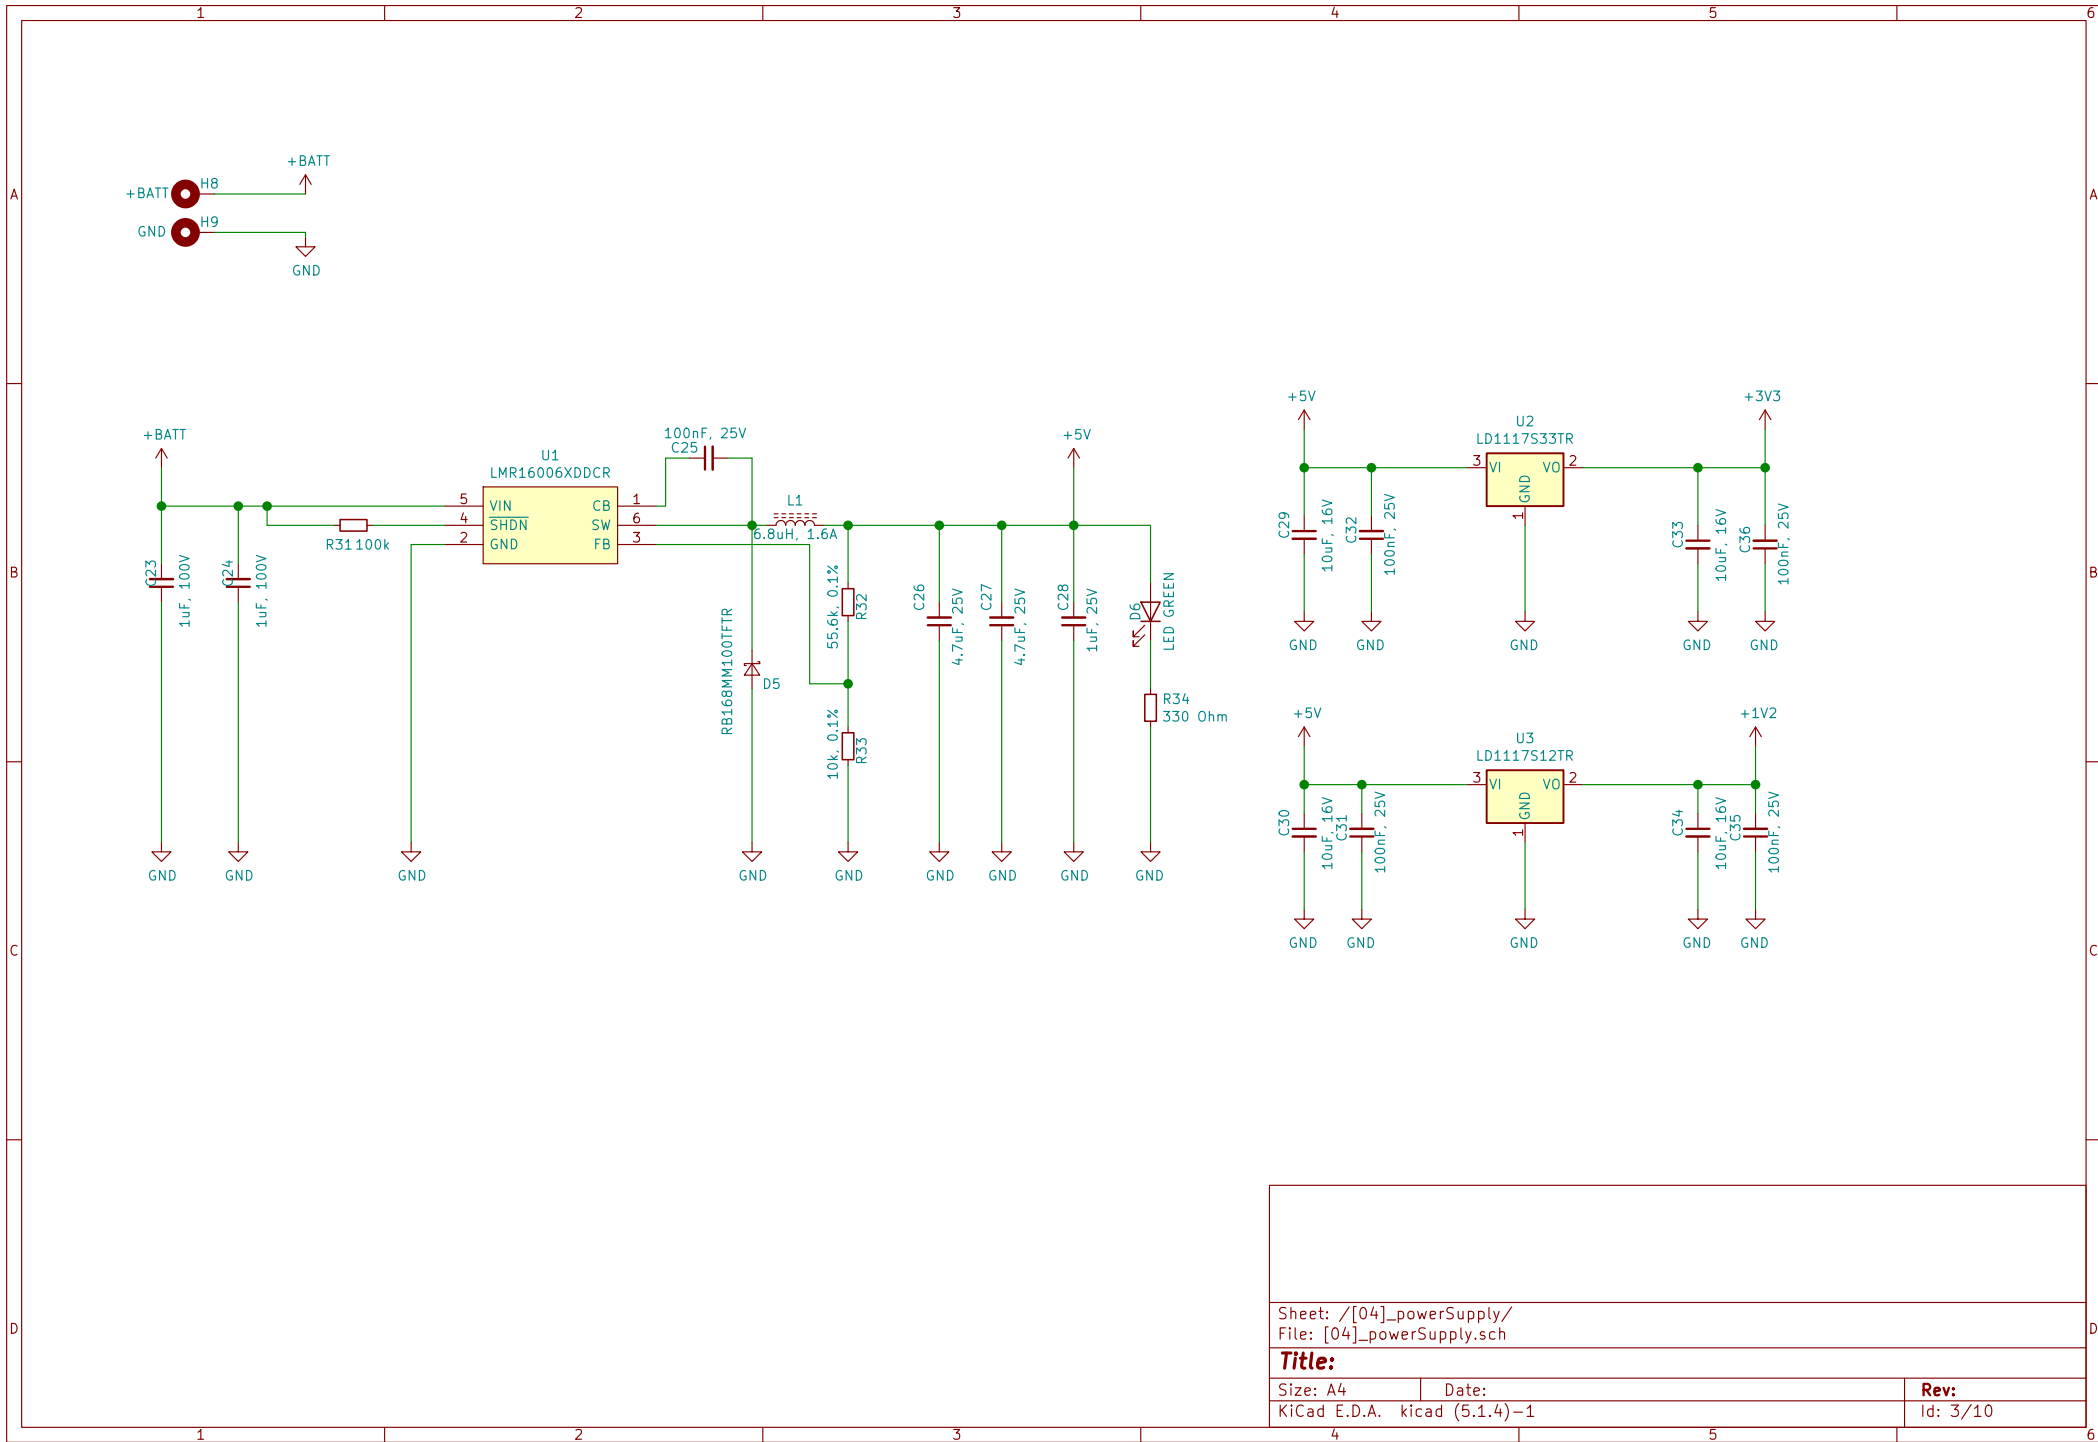 1 2 3 4 5 6
A A
B B
C C
D D
1 2 3 4 5 6
+BATT
+BATT H8
GND H9
GND
+BATT
C23
1uF, 100V
C24
1uF, 100V
R31 100k
GND
GND
GND
U1
LMR16006XDDCR
5 VIN
4 SHDN
2 GND
CB 1
SW 6
FB 3
100nF, 25V
C25
L1
6.8uH, 1.6A
RB168MM100TFTR
D5
55.6k, 0.1%
R32
10k, 0.1%
R33
C26
4.7uF, 25V
C27
4.7uF, 25V
+5V
C28
1uF, 25V
D6
LED GREEN
R34
330 Ohm
GND
GND
GND
GND
GND
GND
+5V
C29
10uF, 16V
C32
100nF, 25V
U2
LD1117S33TR
3 VI
VO 2
GND
1
+3V3
C33
10uF, 16V
C36
100nF, 25V
GND
GND
GND
GND
GND
+5V
C30
10uF, 16V
C31
100nF, 25V
U3
LD1117S12TR
3 VI
VO 2
GND
1
+1V2
C34
10uF, 16V
C35
100nF, 25V
GND
GND
GND
GND
GND
Sheet: /[04]_powerSupply/
File: [04]_powerSupply.sch
Title:
Size: A4 Date: Rev:
KiCad E.D.A. kicad (5.1.4)-1 Id: 3/10